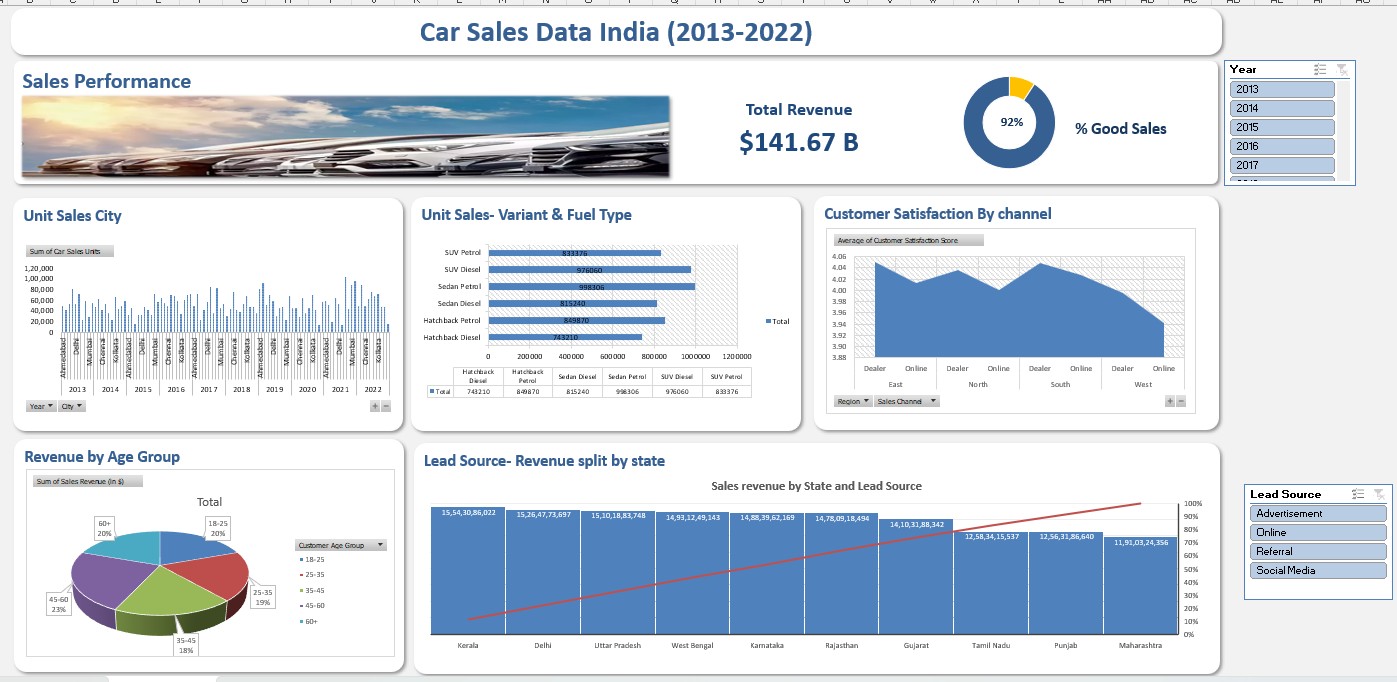 Car Sales Data India (2013-2022)
Sales Performance
Total Revenue
$141.67 B
92%
% Good Sales
Year
2013
2014
2015
2016
2017
Unit Sales City
Sum of Car Sales Units
1,20,000
1,00,000
80,000
60,000
40,000
20,000
0
Ahmedabad Delhi Mumbai Chennai Kolkata Ahmedabad Delhi Mumbai Chennai Kolkata Ahmedabad Delhi Mumbai Chennai Kolkata Ahmedabad Delhi Mumbai Chennai Kolkata
2013 2014 2015 2016 2017 2018 2019 2020 2021 2022
Year City
Unit Sales- Variant & Fuel Type
SUV Petrol 833376
SUV Diesel 976060
Sedan Petrol 998306
Sedan Diesel 815240
Hatchback Petrol 849870
Hatchback Diesel 743210
Total
0 200000 400000 600000 800000 1000000 1200000
Hatchback Diesel Hatchback Petrol Sedan Diesel Sedan Petrol SUV Diesel SUV Petrol
Total 743210 849870 815240 998306 976060 833376
Customer Satisfaction By channel
Average of Customer Satisfaction Score
4.06
4.04
4.02
4.00
3.98
3.96
3.94
3.92
3.90
3.88
Dealer Online Dealer Online Dealer Online Dealer Online
East North South West
Region Sales Channel
Revenue by Age Group
Sum of Sales Revenue (In $)
Total
60+
20%
18-25
20%
25-35
19%
45-60
23%
35-45
18%
Customer Age Group
18-25
25-35
35-45
45-60
60+
Lead Source- Revenue split by state
Sales revenue by State and Lead Source
15,54,30,86,022 15,26,47,73,697 15,10,18,83,748 14,93,12,49,143 14,88,39,62,169 14,78,09,18,494 14,10,31,88,342 12,58,34,15,537 12,56,31,86,640 11,91,03,24,356
100%
90%
80%
70%
60%
50%
40%
30%
20%
10%
0%
Kerala Delhi Uttar Pradesh West Bengal Karnataka Rajasthan Gujarat Tamil Nadu Punjab Maharashtra
Lead Source
Advertisement
Online
Referral
Social Media